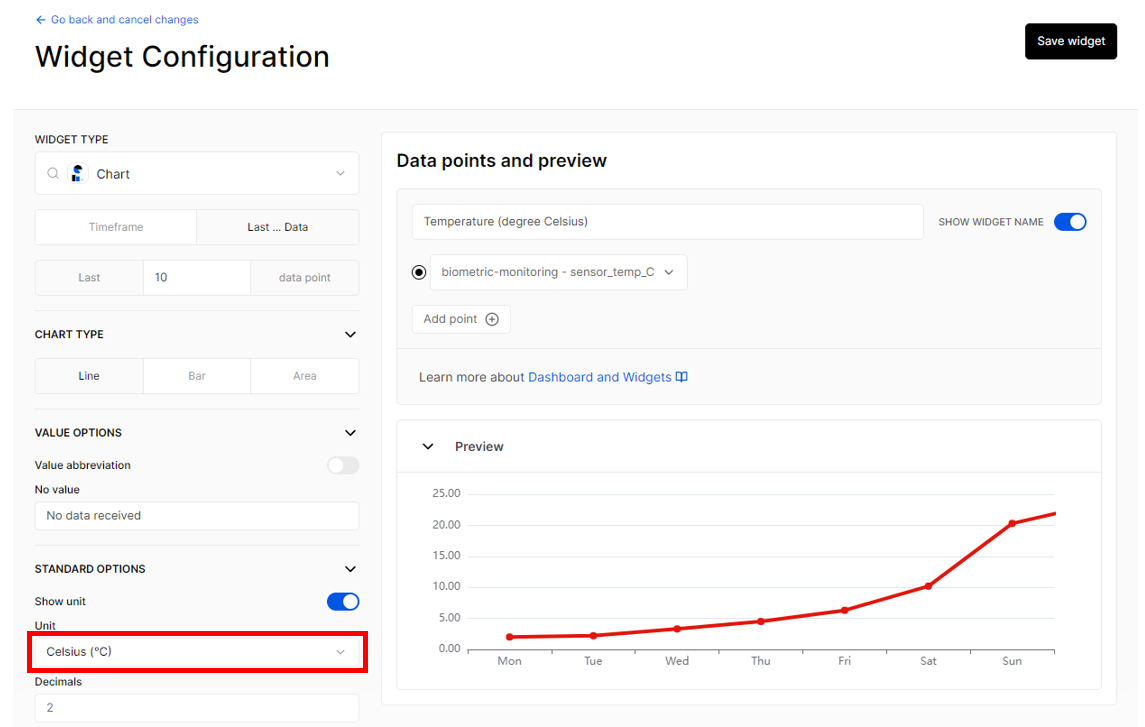 Go back and cancel changes
Widget Configuration
Save widget
WIDGET TYPE
Chart
Timeframe
Last ... Data
Last
10
data point
CHART TYPE
Line
Bar
Area
VALUE OPTIONS
Value abbreviation
No value
No data received
STANDARD OPTIONS
Show unit
Unit
Celsius (°C)
Decimals
2
Data points and preview
Temperature (degree Celsius)
SHOW WIDGET NAME
biometric-monitoring - sensor_temp_C
Add point
Learn more about Dashboard and Widgets
Preview
25.00
20.00
15.00
10.00
5.00
0.00
Mon Tue Wed Thu Fri Sat Sun